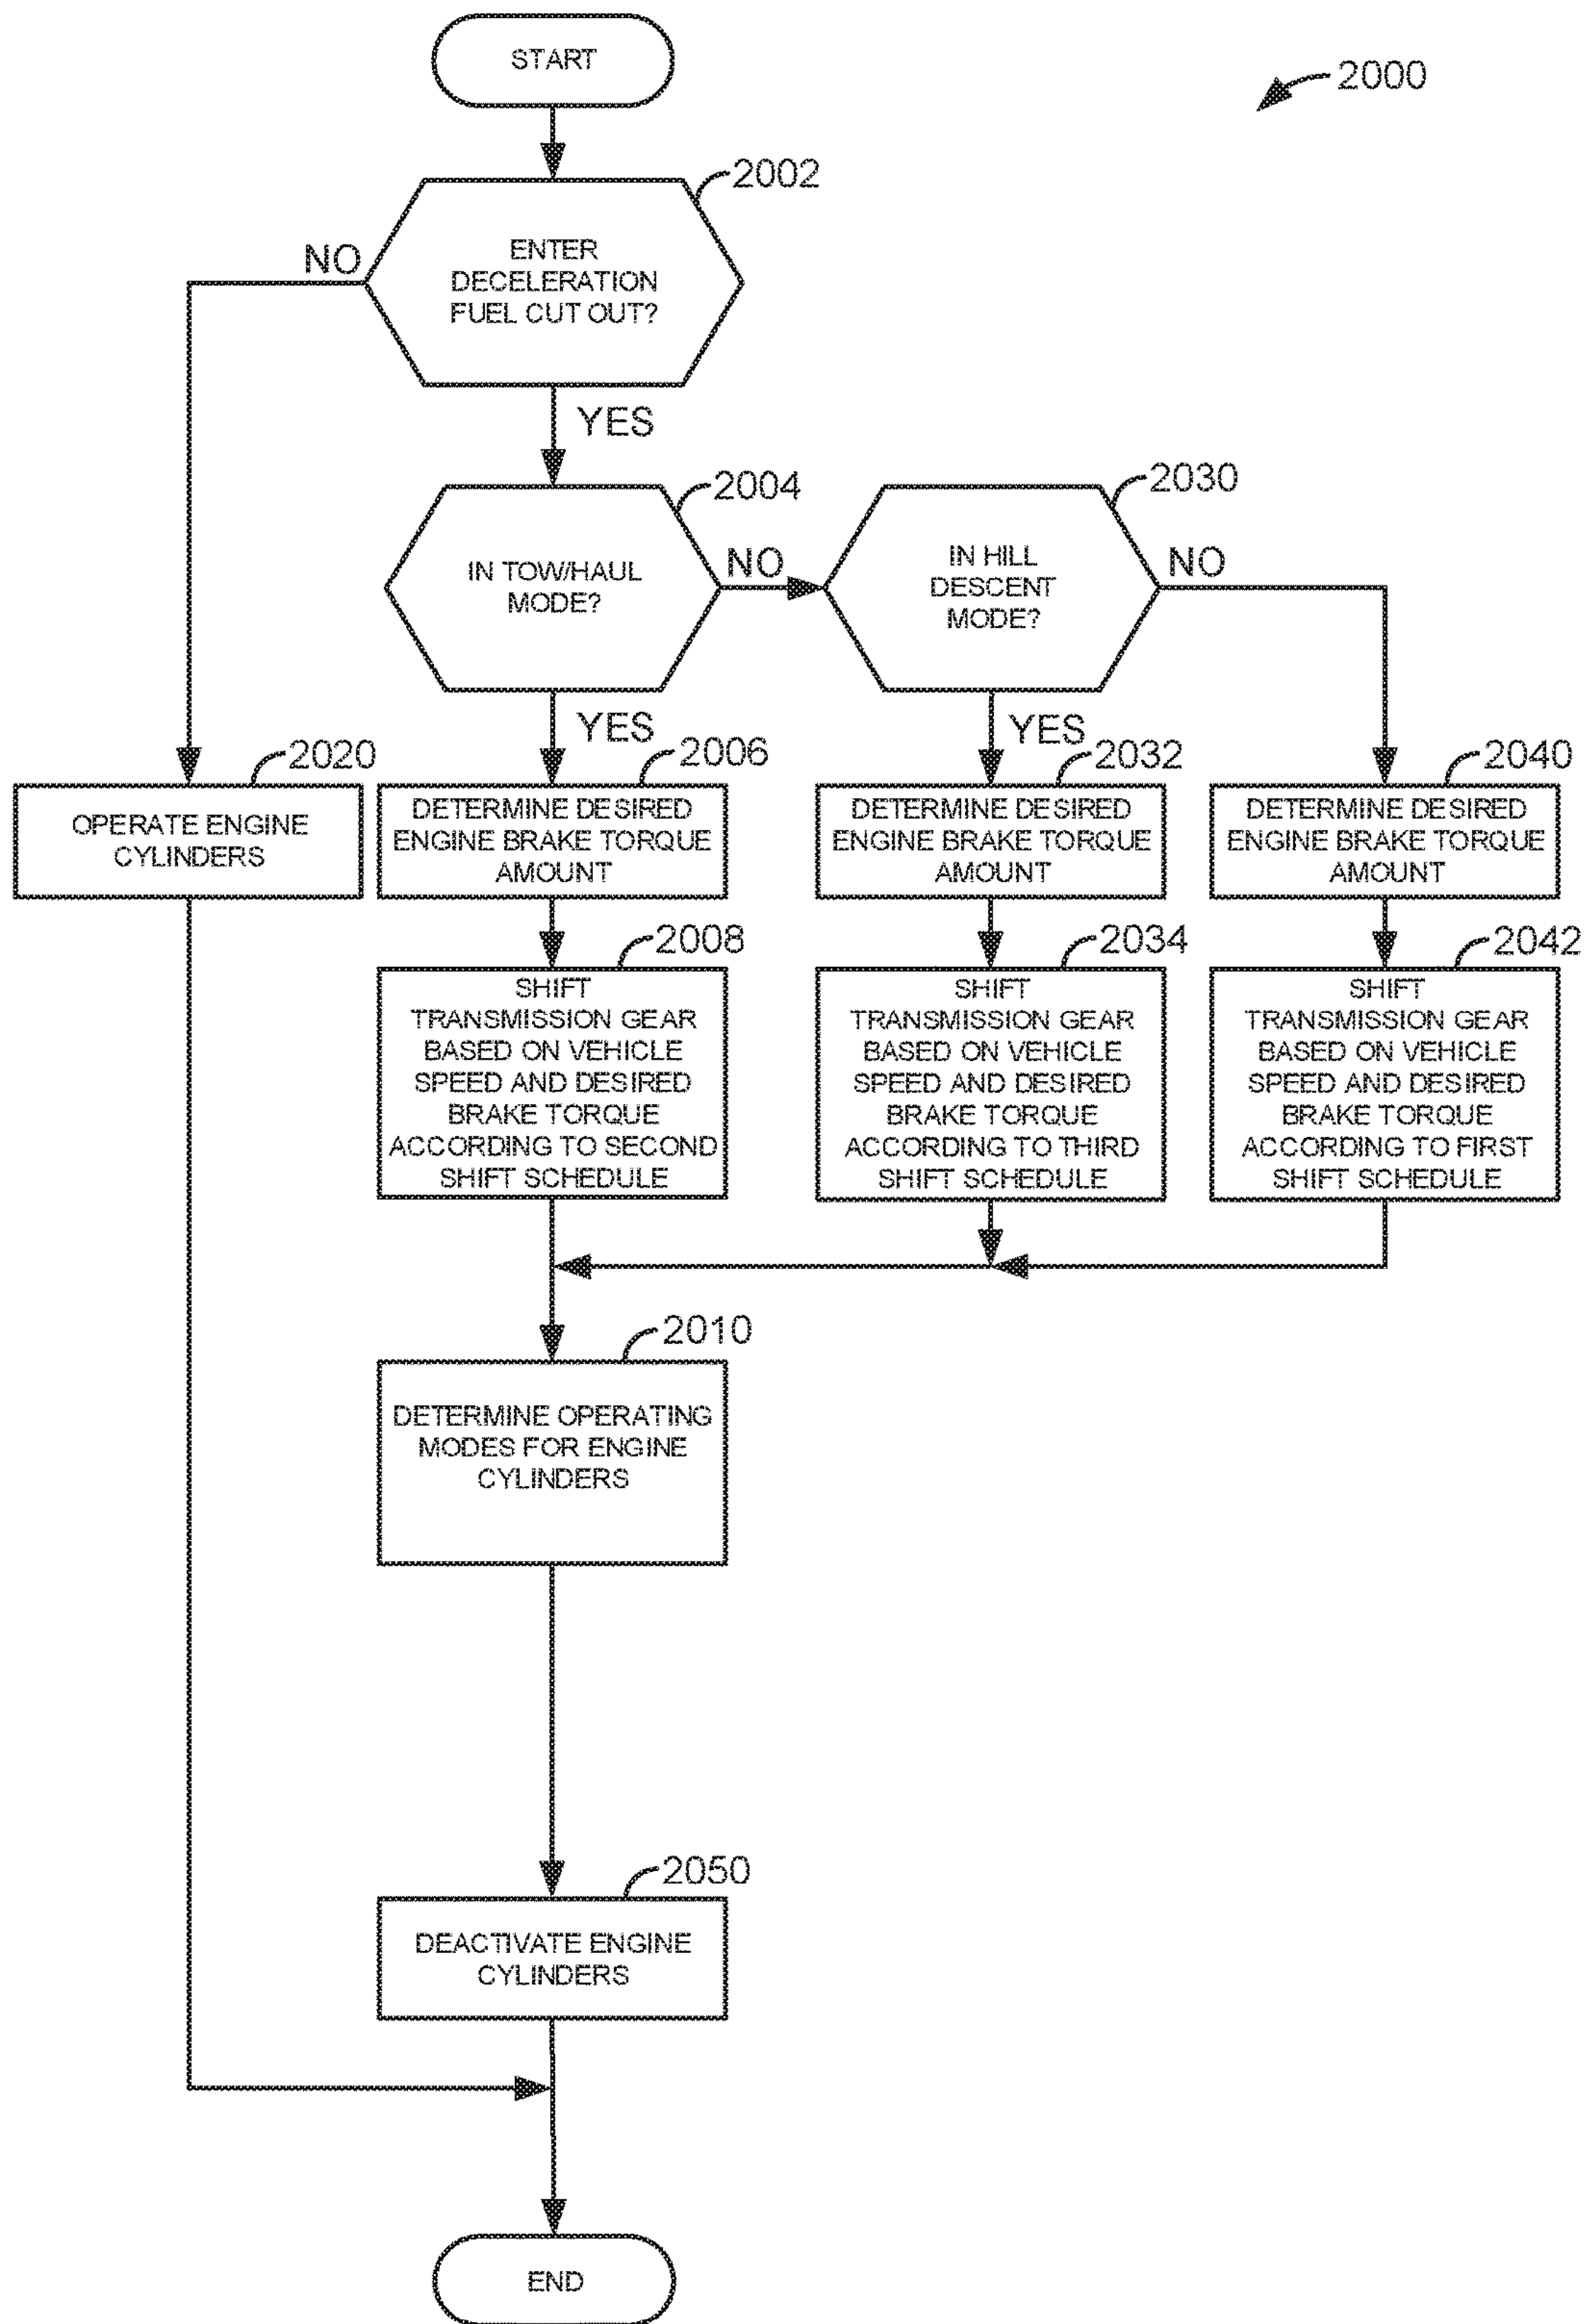 START
2000
2002
ENTER
DECELERATION
FUEL CUT OUT?
NO
YES
2004
IN TOW/HAUL
MODE?
NO
2030
IN HILL
DESCENT
MODE?
NO
YES
YES
2020
OPERATE ENGINE
CYLINDERS
2006
DETERMINE DESIRED
ENGINE BRAKE TORQUE
AMOUNT
2032
DETERMINE DESIRED
ENGINE BRAKE TORQUE
AMOUNT
2040
DETERMINE DESIRED
ENGINE BRAKE TORQUE
AMOUNT
2008
SHIFT
TRANSMISSION GEAR
BASED ON VEHICLE
SPEED AND DESIRED
BRAKE TORQUE
ACCORDING TO SECOND
SHIFT SCHEDULE
2034
SHIFT
TRANSMISSION GEAR
BASED ON VEHICLE
SPEED AND DESIRED
BRAKE TORQUE
ACCORDING TO THIRD
SHIFT SCHEDULE
2042
SHIFT
TRANSMISSION GEAR
BASED ON VEHICLE
SPEED AND DESIRED
BRAKE TORQUE
ACCORDING TO FIRST
SHIFT SCHEDULE
2010
DETERMINE OPERATING
MODES FOR ENGINE
CYLINDERS
2050
DEACTIVATE ENGINE
CYLINDERS
END